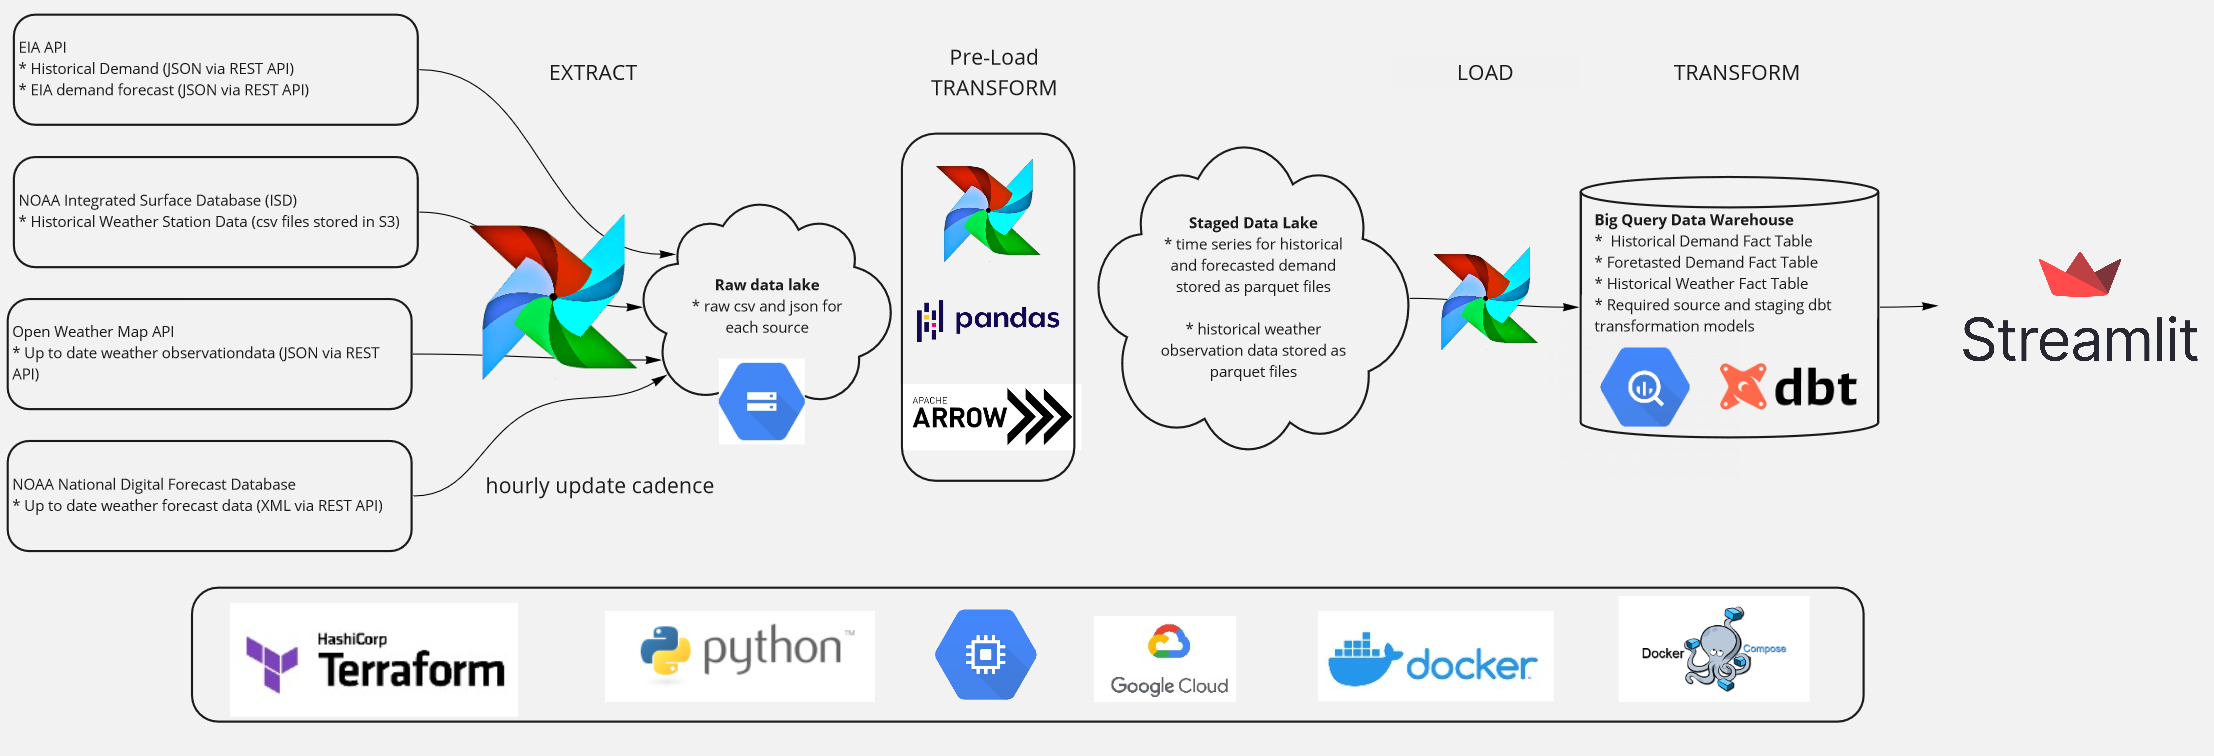 EIA API
* Historical Demand (JSON via REST API)
* EIA demand forecast (JSON via REST API)
NOAA Integrated Surface Database (ISD)
* Historical Weather Station Data (csv files stored in S3)
Open Weather Map API
* Up to date weather observationdata (JSON via REST
API)
NOAA National Digital Forecast Database
* Up to date weather forecast data (XML via REST API)
EXTRACT
hourly update cadence
Raw data lake
* raw csv and json for
each source
Pre-Load
TRANSFORM
pandas
APACHE
ARROW
Staged Data Lake
* time series for historical
and forecasted demand
stored as parquet files
* historical weather
observation data stored as
parquet files
LOAD
TRANSFORM
Big Query Data Warehouse
* Historical Demand Fact Table
* Foretasted Demand Fact Table
* Historical Weather Fact Table
* Required source and staging dbt
transformation models
dbt
Streamlit
HashiCorp
Terraform
python™
Google Cloud
docker
Docker Compose